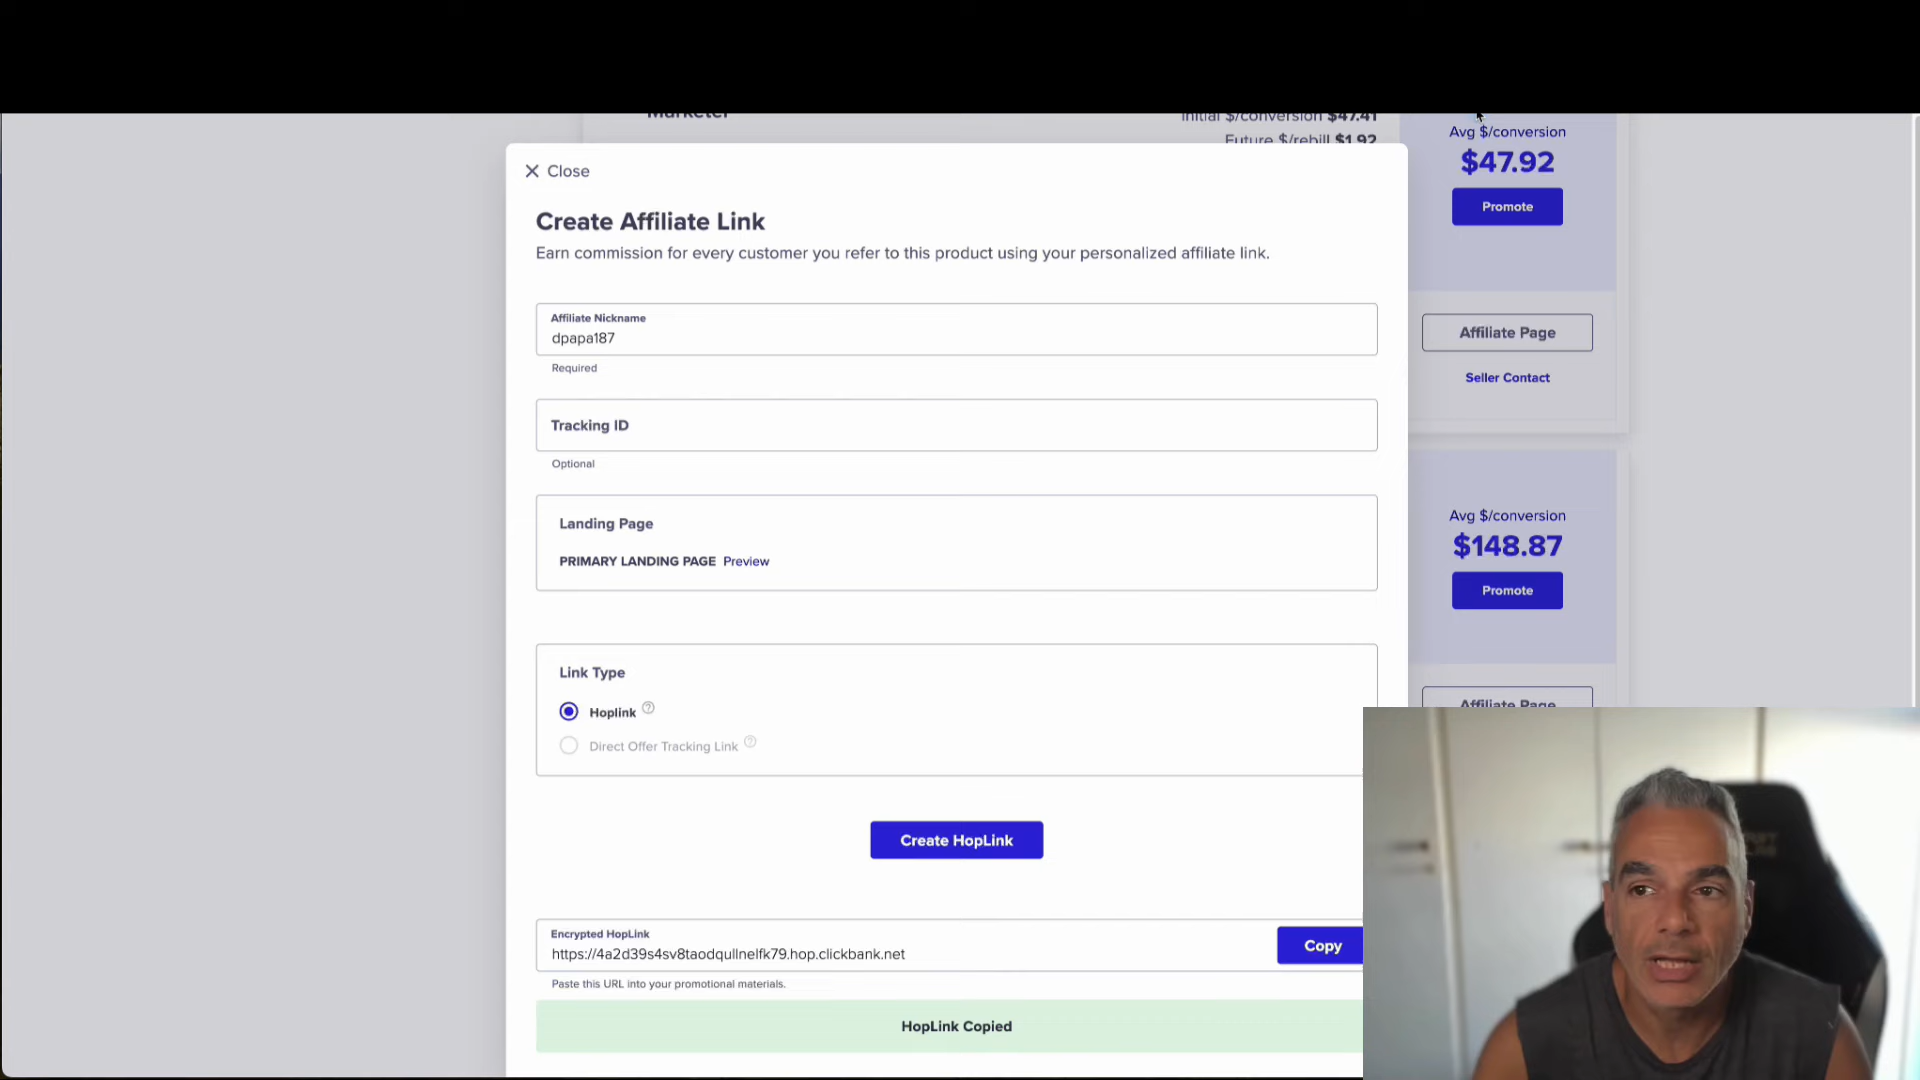 Marketer
Initial $/conversion $47.41
Future $/rebill $1.92
Avg $/conversion
$47.92
Promote
Affiliate Page
Seller Contact
Avg $/conversion
$148.87
Promote
Affiliate Page
Close
Create Affiliate Link
Earn commission for every customer you refer to this product using your personalized affiliate link.
Affiliate Nickname
dpapa187
Required
Tracking ID
Optional
Landing Page
PRIMARY LANDING PAGE Preview
Link Type
Hoplink
Direct Offer Tracking Link
Create HopLink
Encrypted HopLink
https://4a2d39s4sv8taodqullnelfk79.hop.clickbank.net
Copy
Paste this URL into your promotional materials.
HopLink Copied